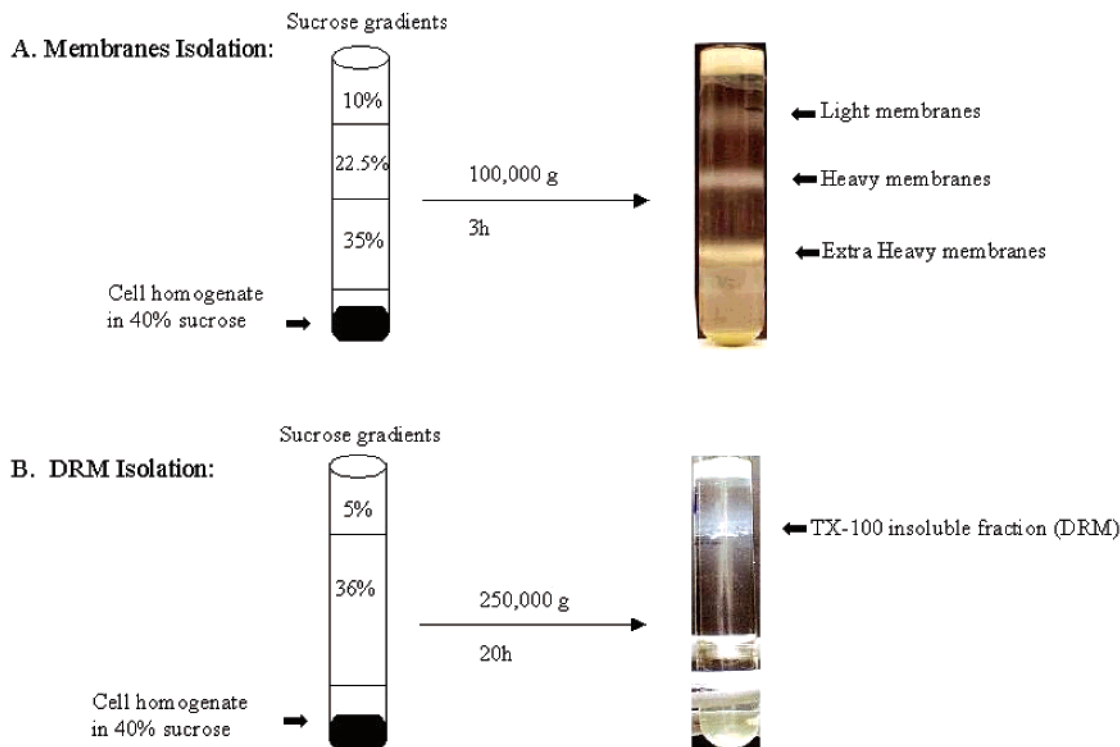 Sucrose gradients
A. Membranes Isolation:
10%
Light membranes
22.5%
100,000 g
Heavy membranes
3h
35%
Extra Heavy membranes
Cell homogenate
in 40% sucrose
Sucrose gradients
B. DRM Isolation:
5%
TX-100 insoluble fraction (DRM)
36%
250,000 g
20h
Cell homogenate
in 40% sucrose